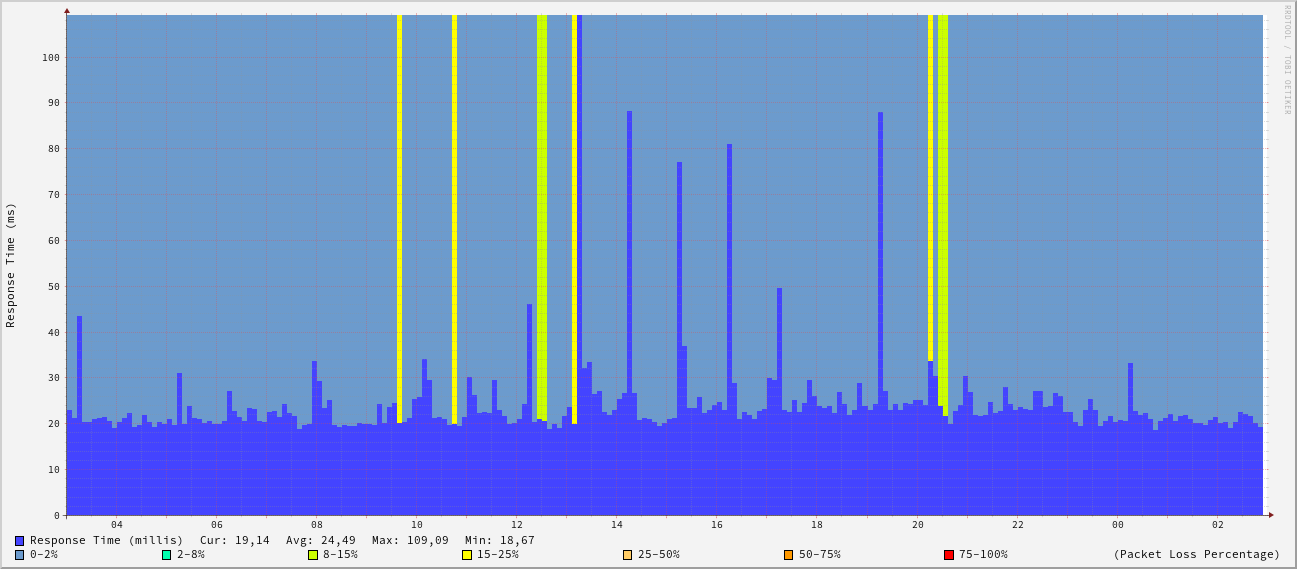 RRDTOOL / TOBI OETIKER
Response Time (ms)
100
90
80
70
60
50
40
30
20
10
0
04 06 08 10 12 14 16 18 20 22 00 02
Response Time (millis) Cur: 19,14 Avg: 24,49 Max: 109,09 Min: 18,67
0-2% 2-8% 8-15% 15-25% 25-50% 50-75% 75-100% (Packet Loss Percentage)